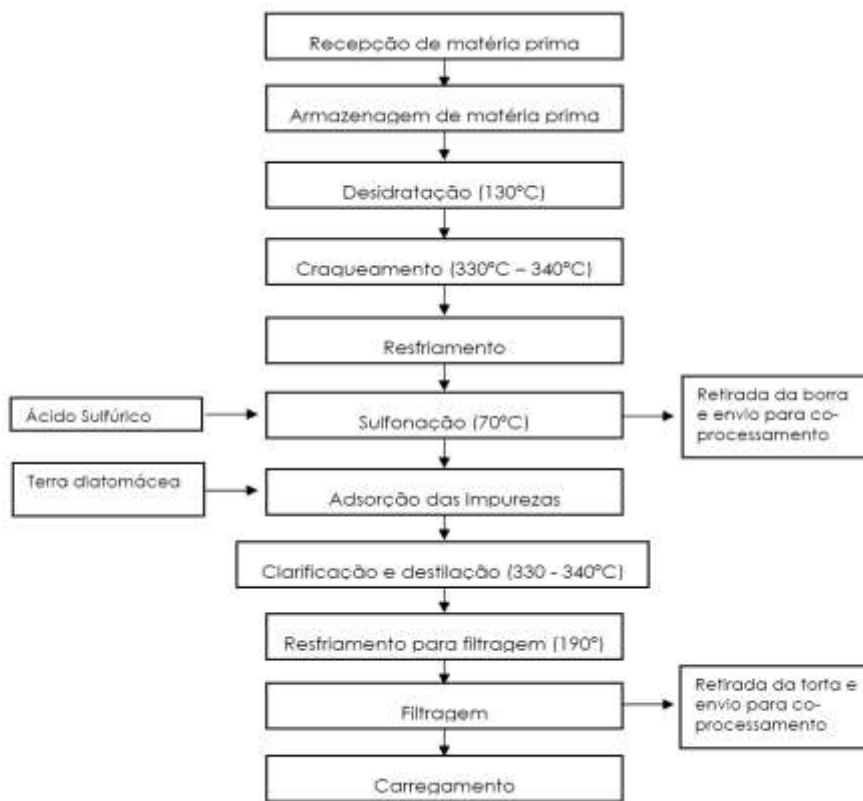 Recepção de matéria prima
Armazenagem de matéria prima
Desidratação (130°C)
Craqueamento (330°C – 340°C)
Resfriamento
Ácido Sulfúrico
Sulfonação (70°C)
Retirada da borra
e envio para co-
processamento
Terra diatomácea
Adsorção das Impurezas
Clarificação e destilação (330 - 340°C)
Resfriamento para filtragem (190°)
Filtragem
Retirada da torta e
envio para co-
processamento
Carregamento